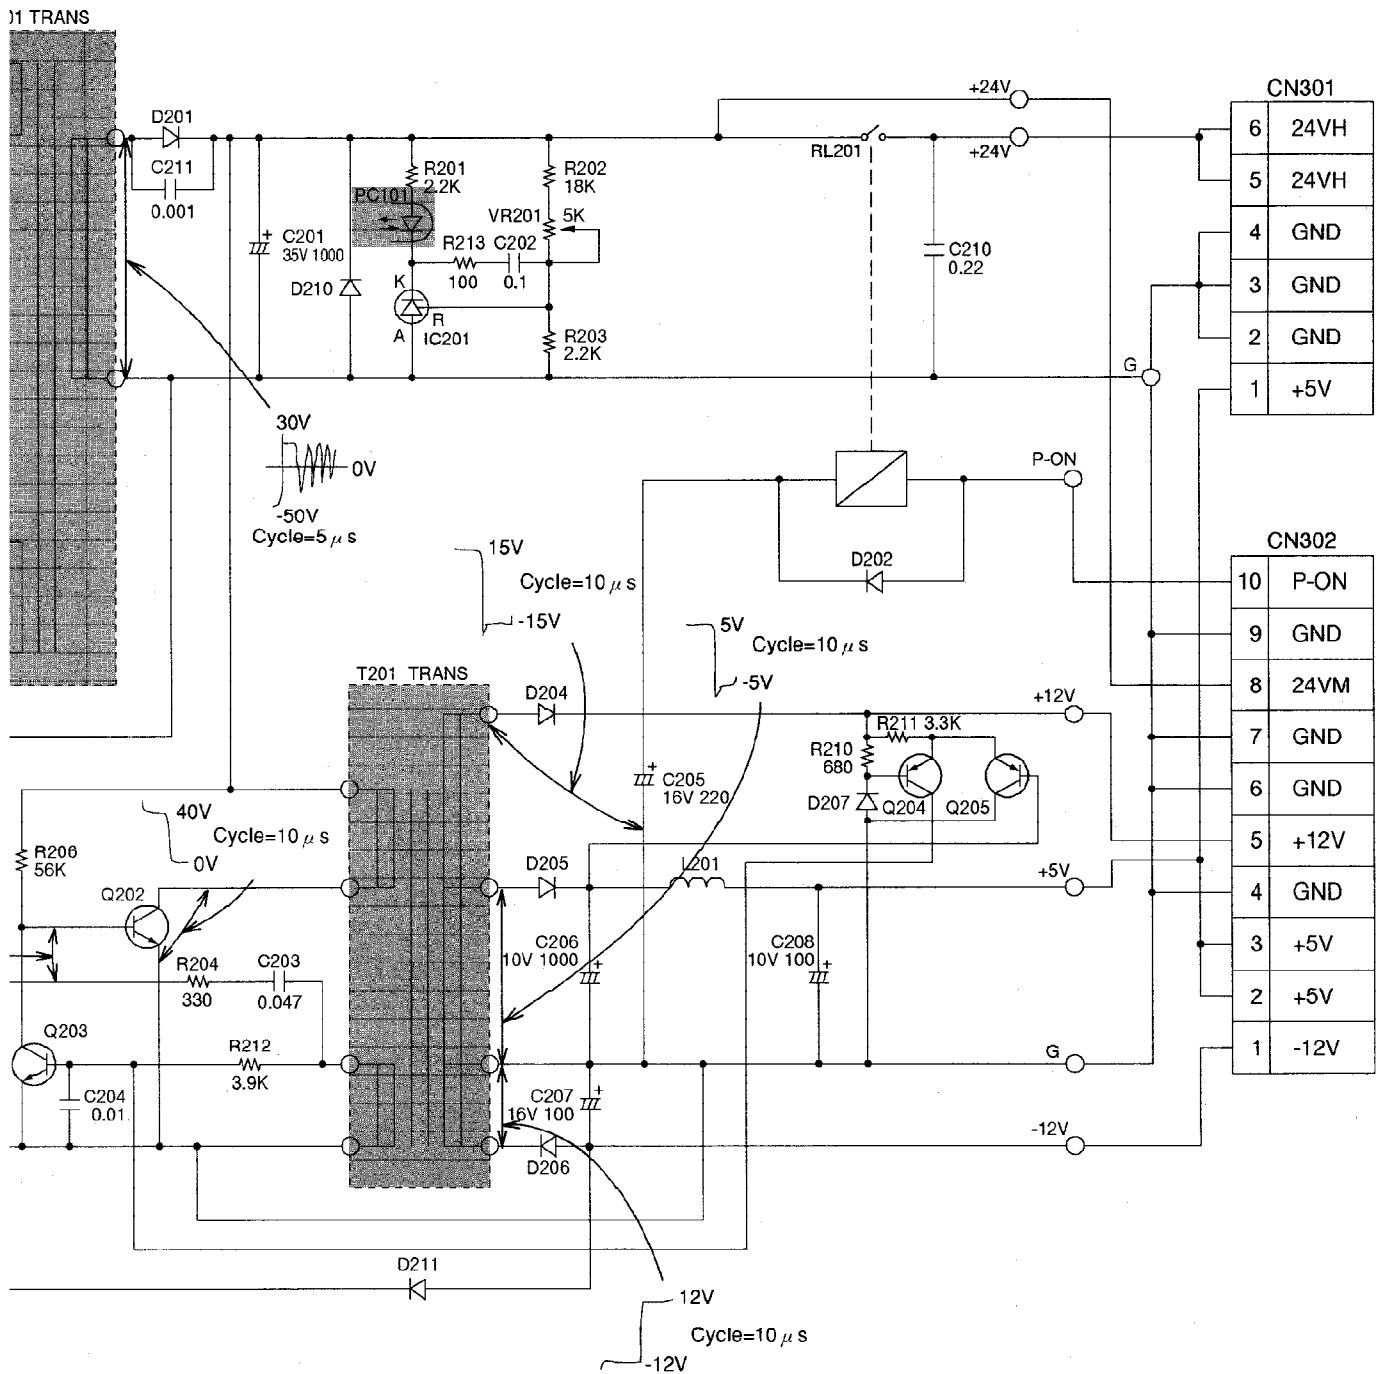 01 TRANS
D201
C211
0.001
C201
35V 1000
D210
R201
2.2K
PC101
R213
100
C202
0.1
K
R
A
IC201
R202
18K
VR201
5K
R203
2.2K
+24V
+24V
RL201
C210
0.22
G
CN301
6 24VH
5 24VH
4 GND
3 GND
2 GND
1 +5V
30V
0V
-50V
Cycle=5 μ s
P-ON
D202
CN302
10 P-ON
9 GND
8 24VM
7 GND
6 GND
5 +12V
4 GND
3 +5V
2 +5V
1 -12V
15V
Cycle=10 μ s
-15V
5V
Cycle=10 μ s
-5V
T201 TRANS
D204
+12V
R211 3.3K
R210
680
D207
Q204
Q205
C205
16V 220
40V
Cycle=10 μ s
0V
R206
56K
Q202
D205
L201
+5V
C206
10V 1000
C208
10V 100
R204
330
C203
0.047
Q203
R212
3.9K
C204
0.01
G
C207
16V 100
D206
-12V
D211
12V
Cycle=10 μ s
-12V